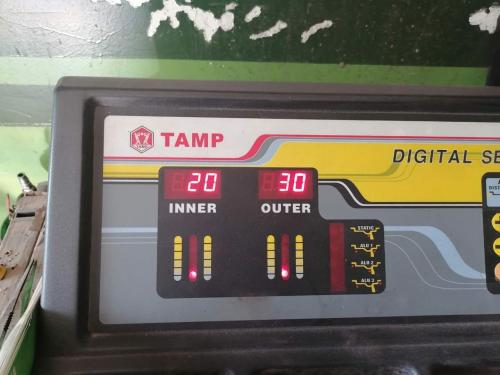 TAMP
DIGITAL SE
20 30
INNER OUTER
STATIC
ALU 1
ALU 2
ALU 3